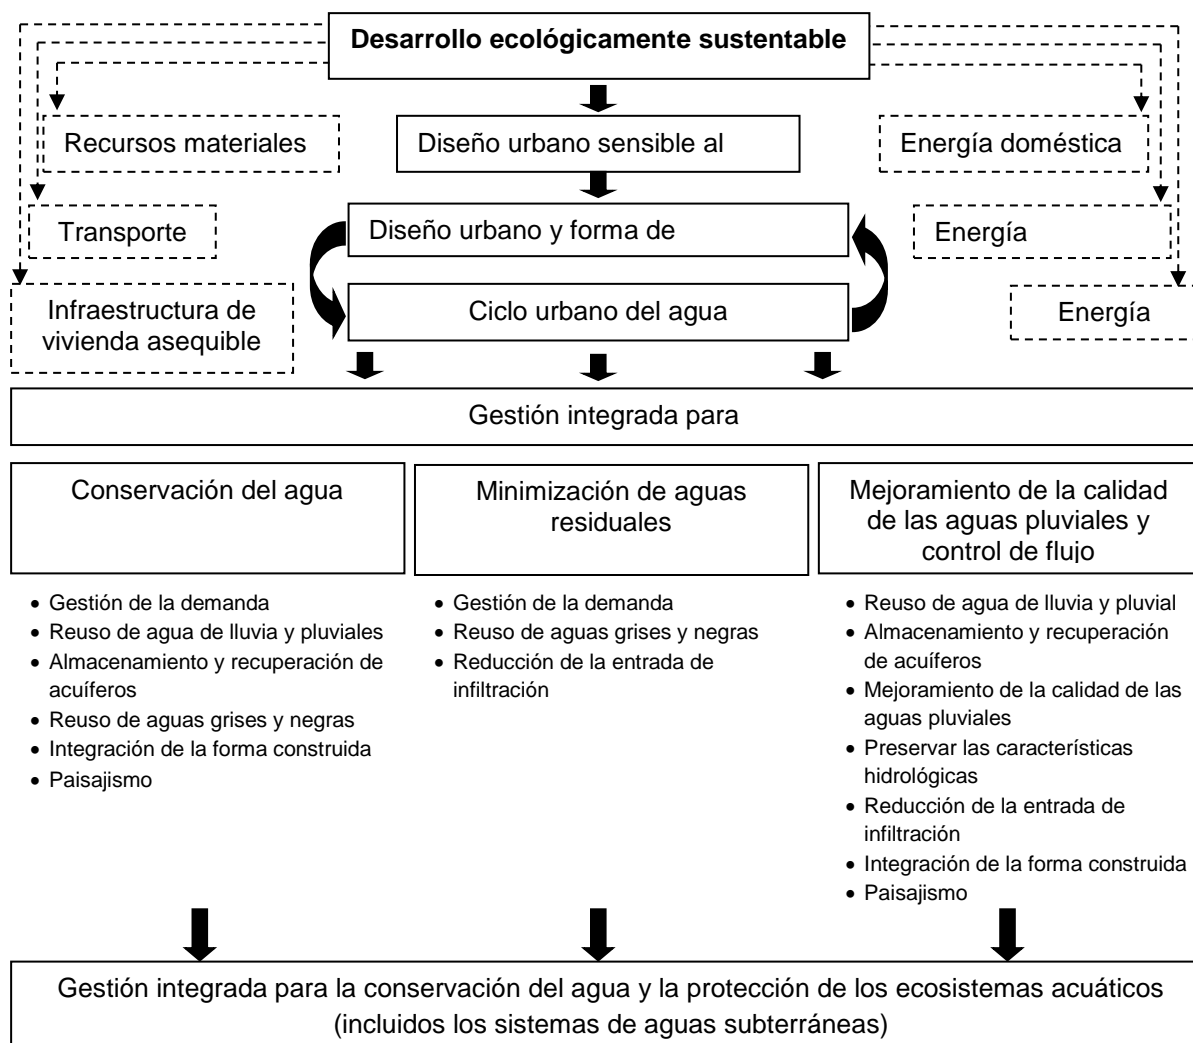 Desarrollo ecológicamente sustentable
Recursos materiales
Diseño urbano sensible al
Energía doméstica
Transporte
Diseño urbano y forma de
Energía
Infraestructura de
vivienda asequible
Ciclo urbano del agua
Energía
Gestión integrada para
Conservación del agua
Minimización de aguas
residuales
Mejoramiento de la calidad
de las aguas pluviales y
control de flujo
• Gestión de la demanda
• Reuso de agua de lluvia y pluviales
• Almacenamiento y recuperación de
acuíferos
• Reuso de aguas grises y negras
• Integración de la forma construida
• Paisajismo
• Gestión de la demanda
• Reuso de aguas grises y negras
• Reducción de la entrada de
infiltración
• Reuso de agua de lluvia y pluvial
• Almacenamiento y recuperación
de acuíferos
• Mejoramiento de la calidad de las
aguas pluviales
• Preservar las características
hidrológicas
• Reducción de la entrada de
infiltración
• Integración de la forma construida
• Paisajismo
Gestión integrada para la conservación del agua y la protección de los ecosistemas acuáticos
(incluidos los sistemas de aguas subterráneas)